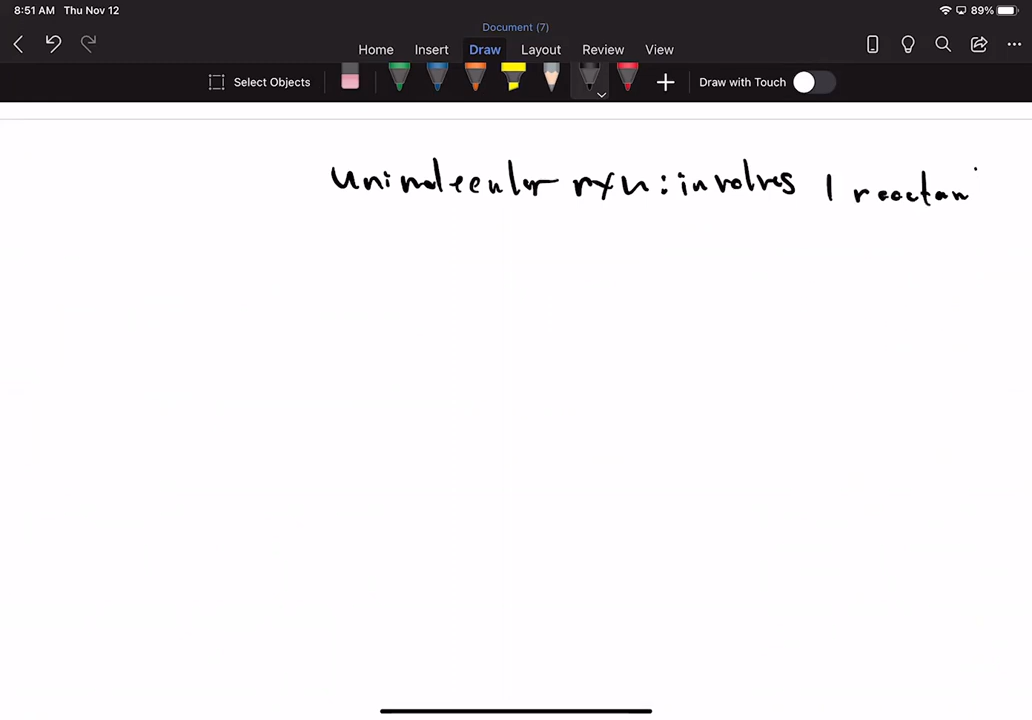 8:51 AM Thu Nov 12
89%
Document (7)
Home Insert Draw Layout Review View
Select Objects
Draw with Touch
unimolecular rxn: involves 1 reactan